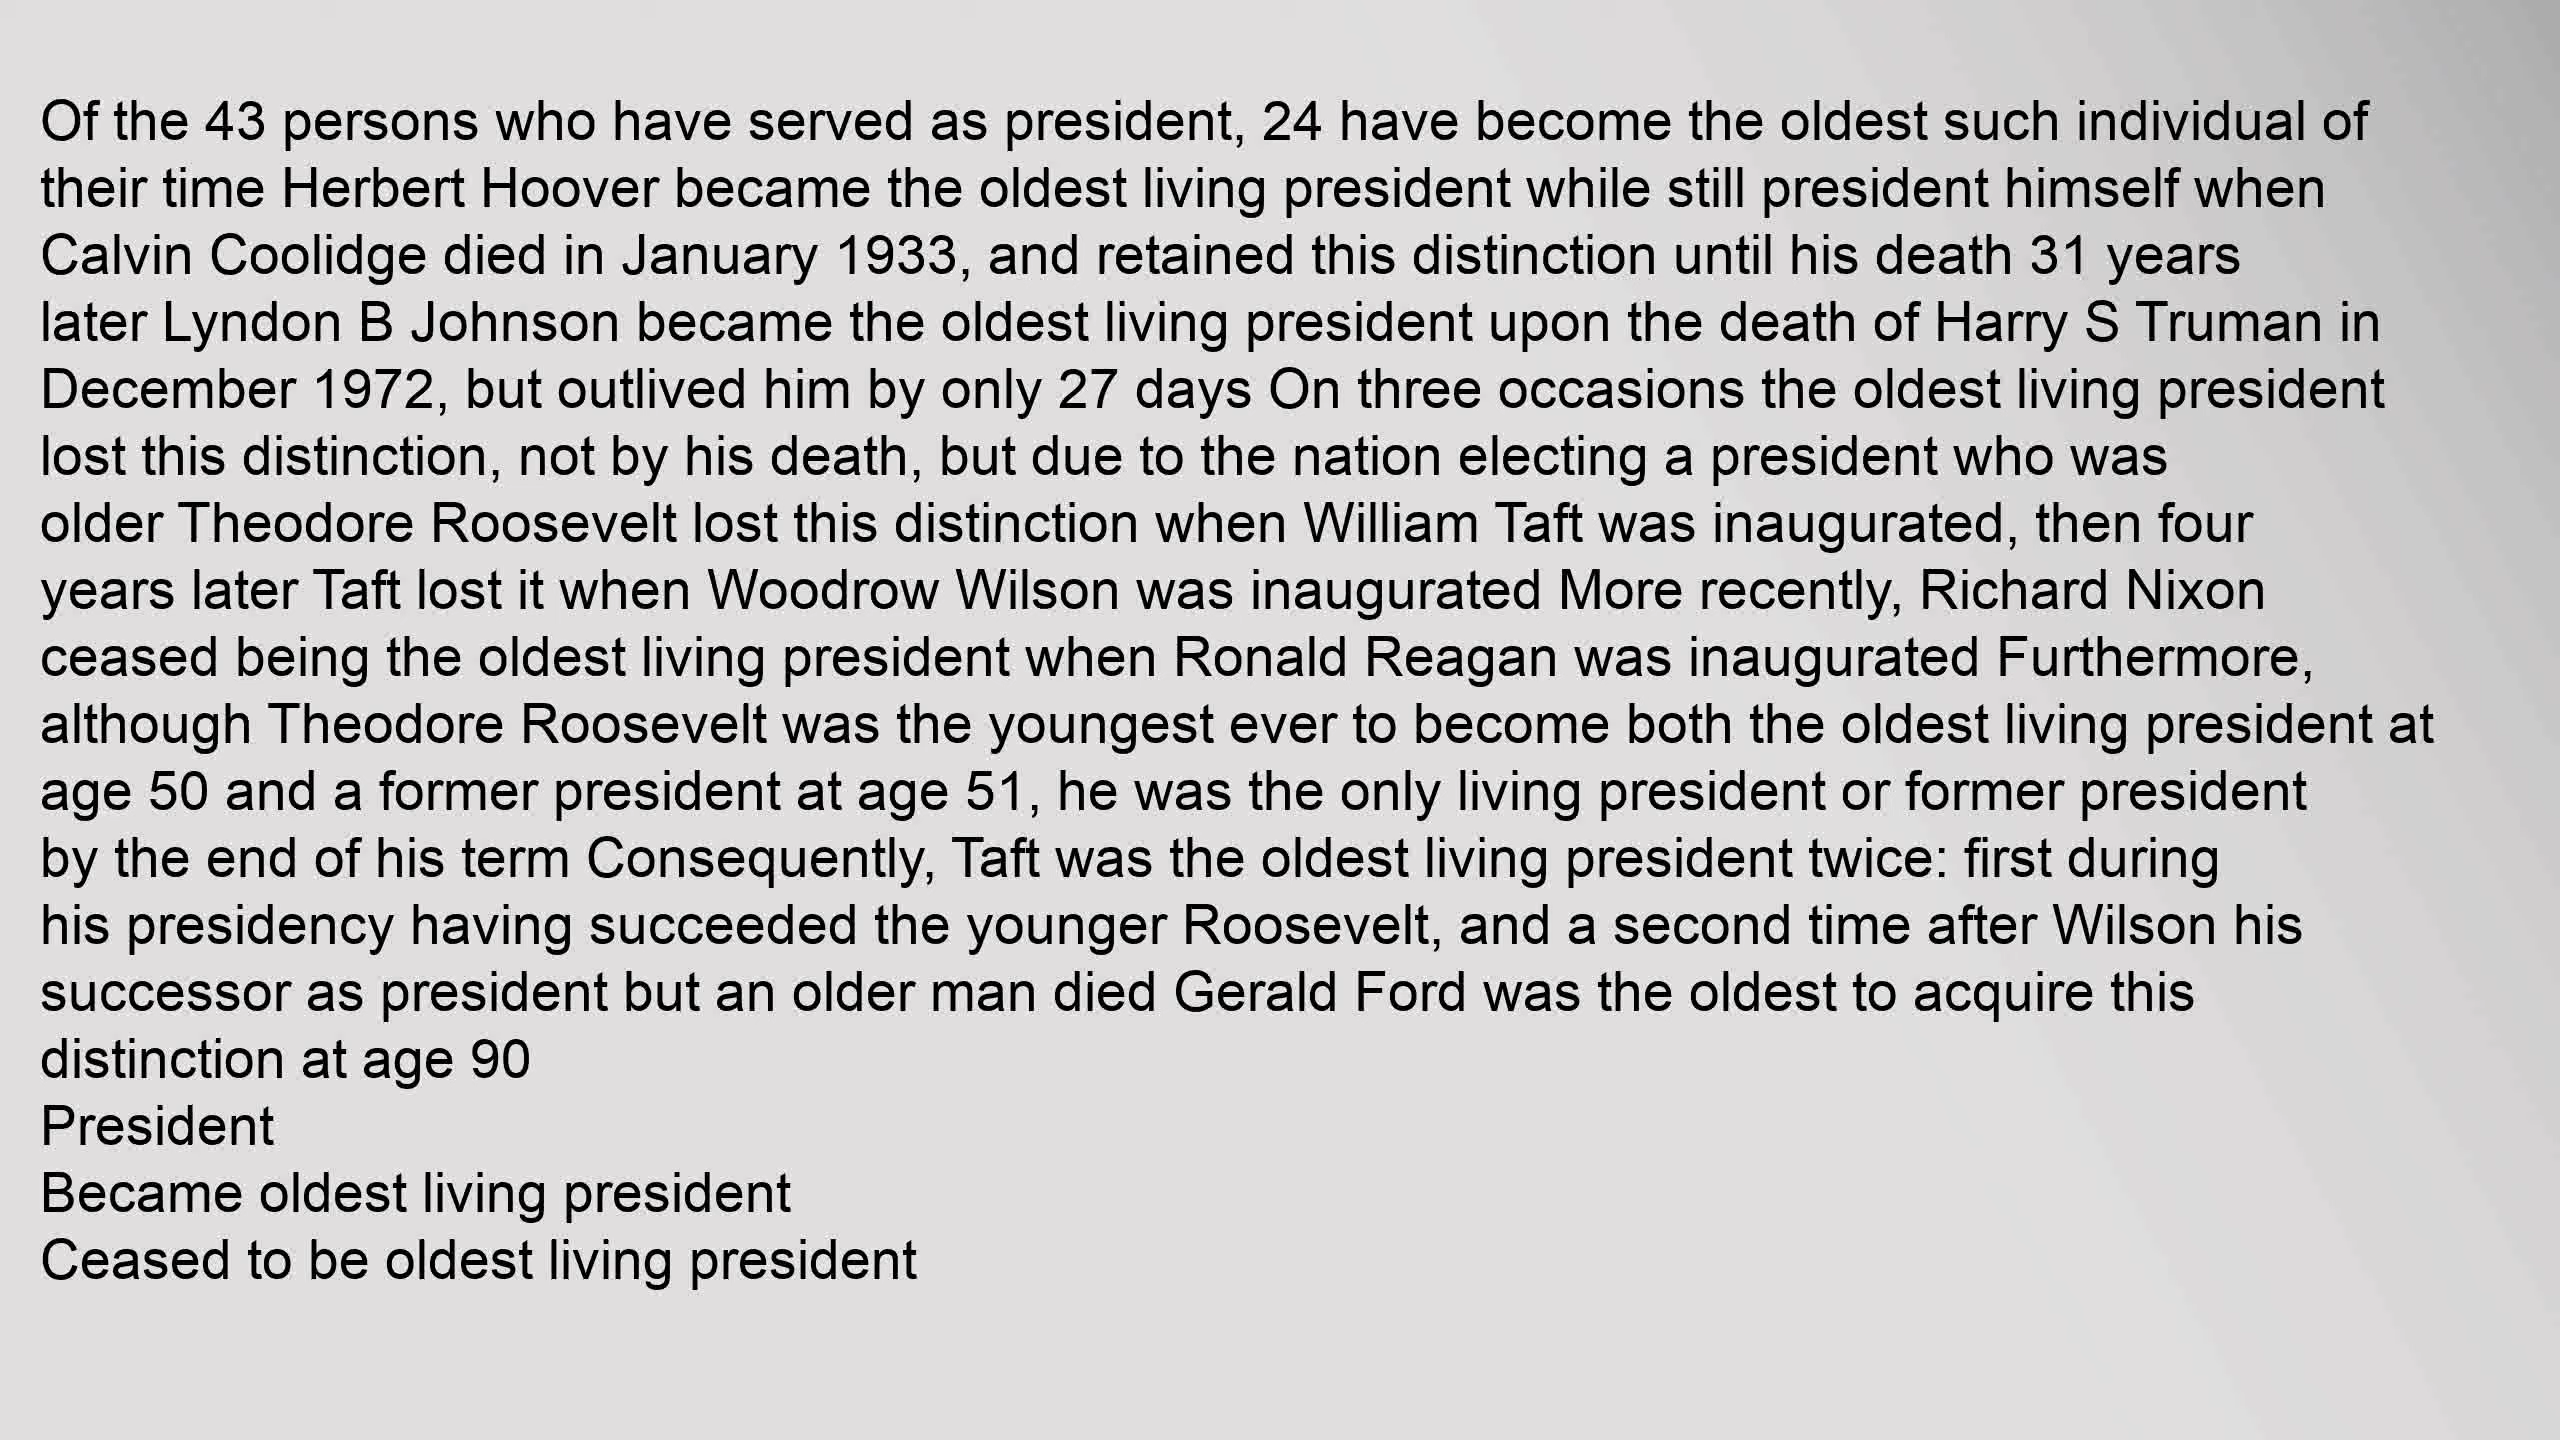 Of the 43 persons who have served as president, 24 have become the oldest such individual of
their time Herbert Hoover became the oldest living president while still president himself when
Calvin Coolidge died in January 1933, and retained this distinction until his death 31 years
later Lyndon B Johnson became the oldest living president upon the death of Harry S Truman in
December 1972, but outlived him by only 27 days On three occasions the oldest living president
lost this distinction, not by his death, but due to the nation electing a president who was
older Theodore Roosevelt lost this distinction when William Taft was inaugurated, then four
years later Taft lost it when Woodrow Wilson was inaugurated More recently, Richard Nixon
ceased being the oldest living president when Ronald Reagan was inaugurated Furthermore,
although Theodore Roosevelt was the youngest ever to become both the oldest living president at
age 50 and a former president at age 51, he was the only living president or former president
by the end of his term Consequently, Taft was the oldest living president twice: first during
his presidency having succeeded the younger Roosevelt, and a second time after Wilson his
successor as president but an older man died Gerald Ford was the oldest to acquire this
distinction at age 90
President
Became oldest living president
Ceased to be oldest living president